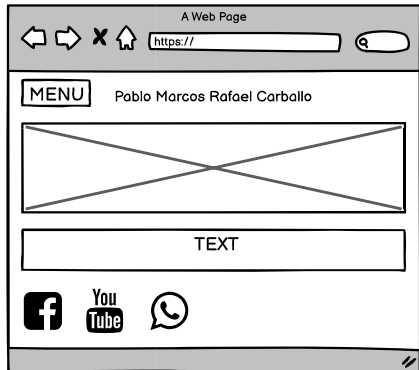 A Web Page
https://
MENU
Pablo Marcos Rafael Carballo
TEXT
You
Tube